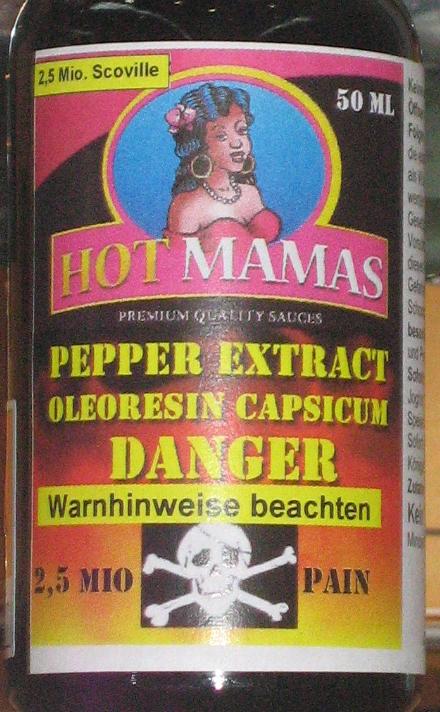 2,5 Mio. Scoville
50 ML
HOT MAMAS
PREMIUM QUALITY SAUCES
PEPPER EXTRACT
OLEORESIN CAPSICUM
DANGER
Warnhinweise beachten
2,5 MIO PAIN